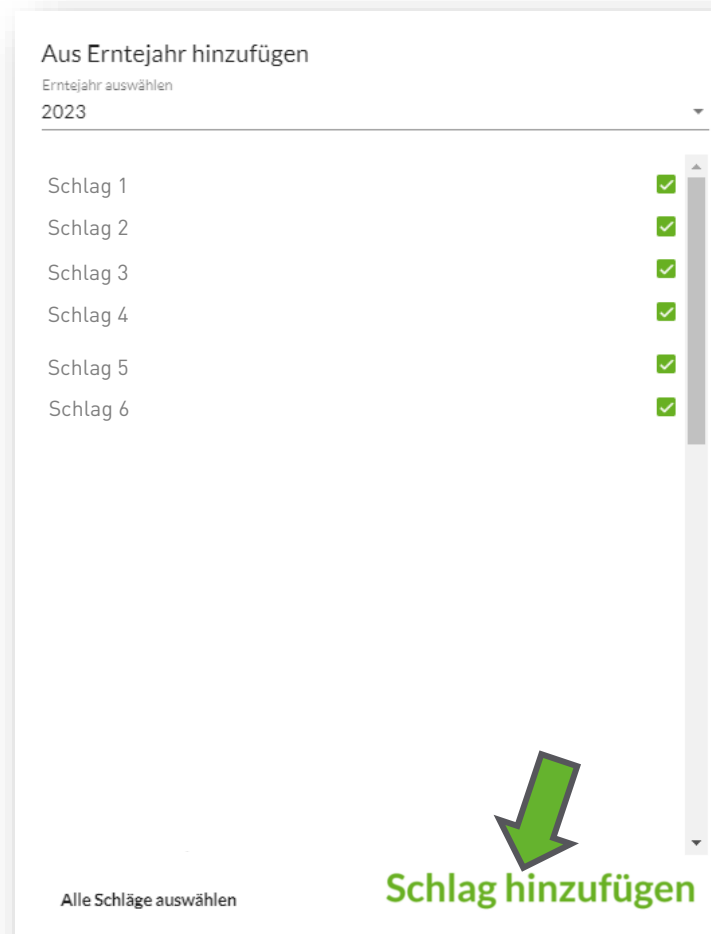 Aus Erntejahr hinzufügen
Erntejahr auswählen
2023
Schlag 1
Schlag 2
Schlag 3
Schlag 4
Schlag 5
Schlag 6
Alle Schläge auswählen
Schlag hinzufügen